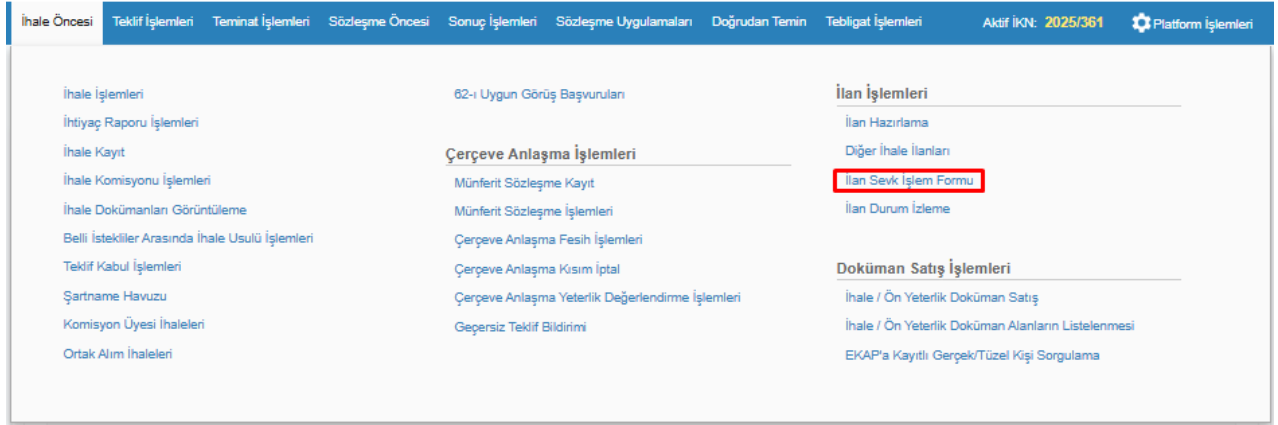 İhale Öncesi Teklif İşlemleri Teminat İşlemleri Sözleşme Öncesi Sonuç İşlemleri Sözleşme Uygulamaları Doğrudan Temin Tebligat İşlemleri Aktif İKN: 2025/361 Platform İşlemleri
İhale İşlemleri
İhtiyaç Raporu İşlemleri
İhale Kayıt
İhale Komisyonu İşlemleri
İhale Dokümanları Görüntüleme
Belli İstekliler Arasında İhale Usulü İşlemleri
Teklif Kabul İşlemleri
Şartname Havuzu
Komisyon Üyesi İhaleleri
Ortak Alım İhaleleri
62-ı Uygun Görüş Başvuruları
Çerçeve Anlaşma İşlemleri
Münferit Sözleşme Kayıt
Münferit Sözleşme İşlemleri
Çerçeve Anlaşma Fesih İşlemleri
Çerçeve Anlaşma Kısım İptal
Çerçeve Anlaşma Yeterlik Değerlendirme İşlemleri
Geçersiz Teklif Bildirimi
İlan İşlemleri
İlan Hazırlama
Diğer İhale İlanları
İlan Sevk İşlem Formu
İlan Durum İzleme
Doküman Satış İşlemleri
İhale / Ön Yeterlik Doküman Satış
İhale / Ön Yeterlik Doküman Alanların Listelenmesi
EKAP'a Kayıtlı Gerçek/Tüzel Kişi Sorgulama